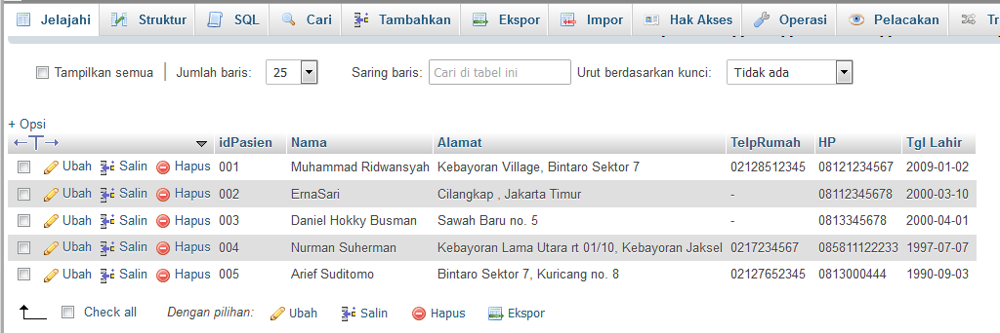 Jelajahi Struktur SQL Cari Tambahkan Ekspor Impor Hak Akses Operasi Pelacakan
Tampilkan semua Jumlah baris: 25 Saring baris: Cari di tabel ini Urut berdasarkan kunci: Tidak ada
+ Opsi
idPasien Nama Alamat TelpRumah HP Tgl Lahir
Ubah Salin Hapus 001 Muhammad Ridwansyah Kebayoran Village, Bintaro Sektor 7 02128512345 08121234567 2009-01-02
Ubah Salin Hapus 002 ErnaSari Cilangkap , Jakarta Timur - 08112345678 2000-03-10
Ubah Salin Hapus 003 Daniel Hokky Busman Sawah Baru no. 5 - 0813345678 2000-04-01
Ubah Salin Hapus 004 Nurman Suherman Kebayoran Lama Utara rt 01/10, Kebayoran Jaksel 0217234567 085811122233 1997-07-07
Ubah Salin Hapus 005 Arief Suditomo Bintaro Sektor 7, Kuricang no. 8 02127652345 0813000444 1990-09-03
Check all Dengan pilihan: Ubah Salin Hapus Ekspor